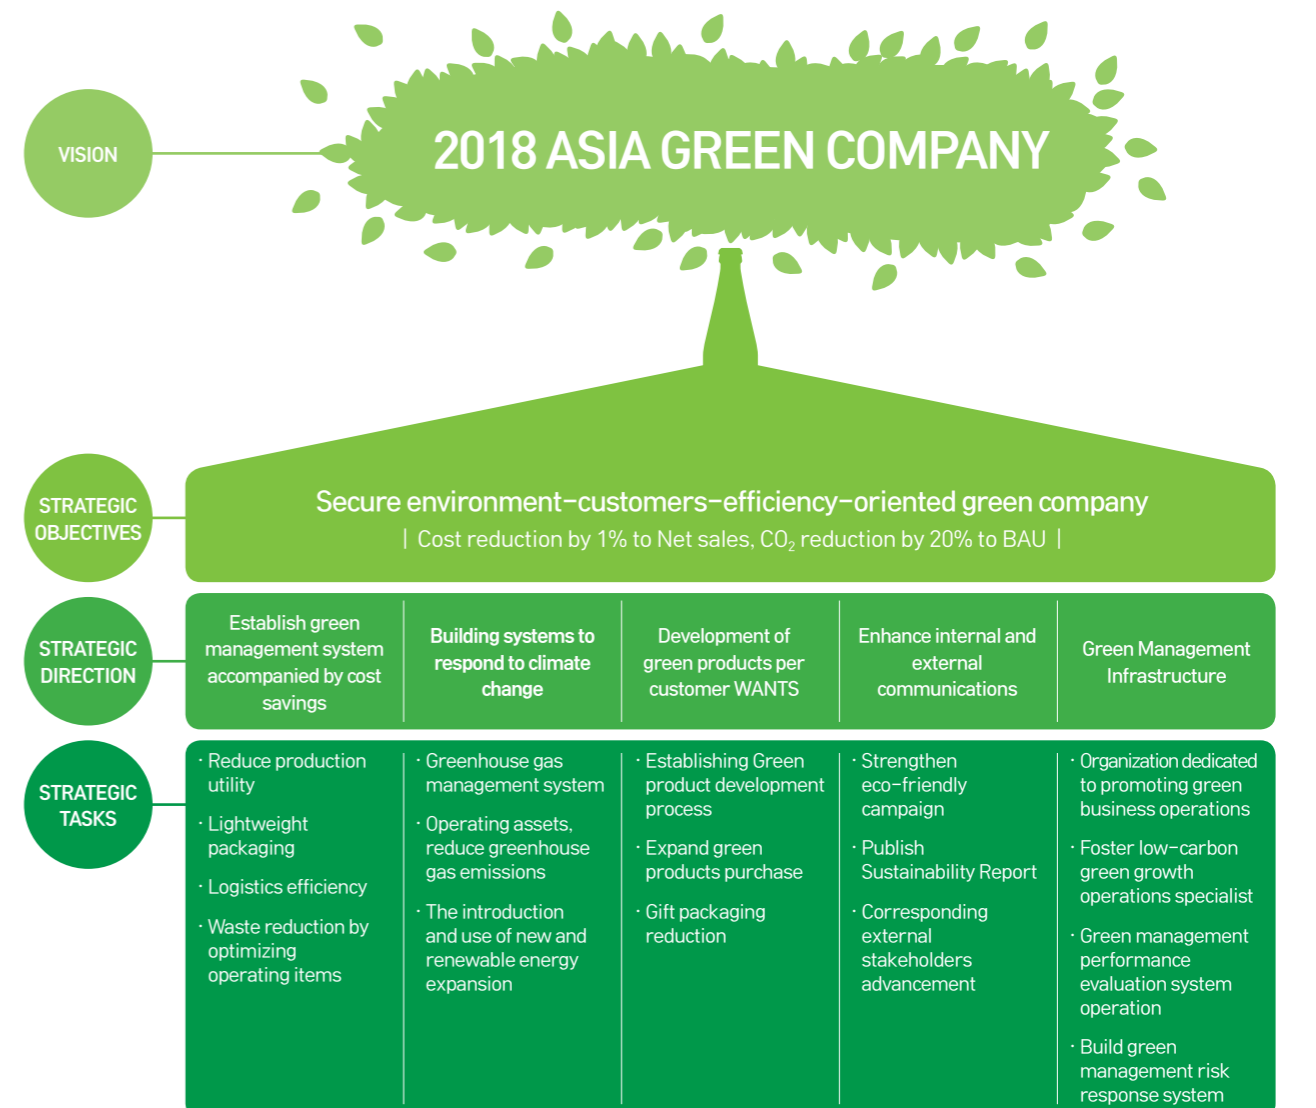 VISION
2018 ASIA GREEN COMPANY
STRATEGIC
OBJECTIVES
Secure environment-customers-efficiency-oriented green company
| Cost reduction by 1% to Net sales, CO₂ reduction by 20% to BAU |
STRATEGIC
DIRECTION
Establish green
management system
accompanied by cost
savings
Building systems to
respond to climate
change
Development of
green products per
customer WANTS
Enhance internal and
external
communications
Green Management
Infrastructure
STRATEGIC
TASKS
· Reduce production
utility
· Lightweight
packaging
· Logistics efficiency
· Waste reduction by
optimizing
operating items
· Greenhouse gas
management system
· Operating assets,
reduce greenhouse
gas emissions
· The introduction
and use of new and
renewable energy
expansion
· Establishing Green
product development
process
· Expand green
products purchase
· Gift packaging
reduction
· Strengthen
eco-friendly
campaign
· Publish
Sustainability Report
· Corresponding
external
stakeholders
advancement
· Organization dedicated
to promoting green
business operations
· Foster low-carbon
green growth
operations specialist
· Green management
performance
evaluation system
operation
· Build green
management risk
response system